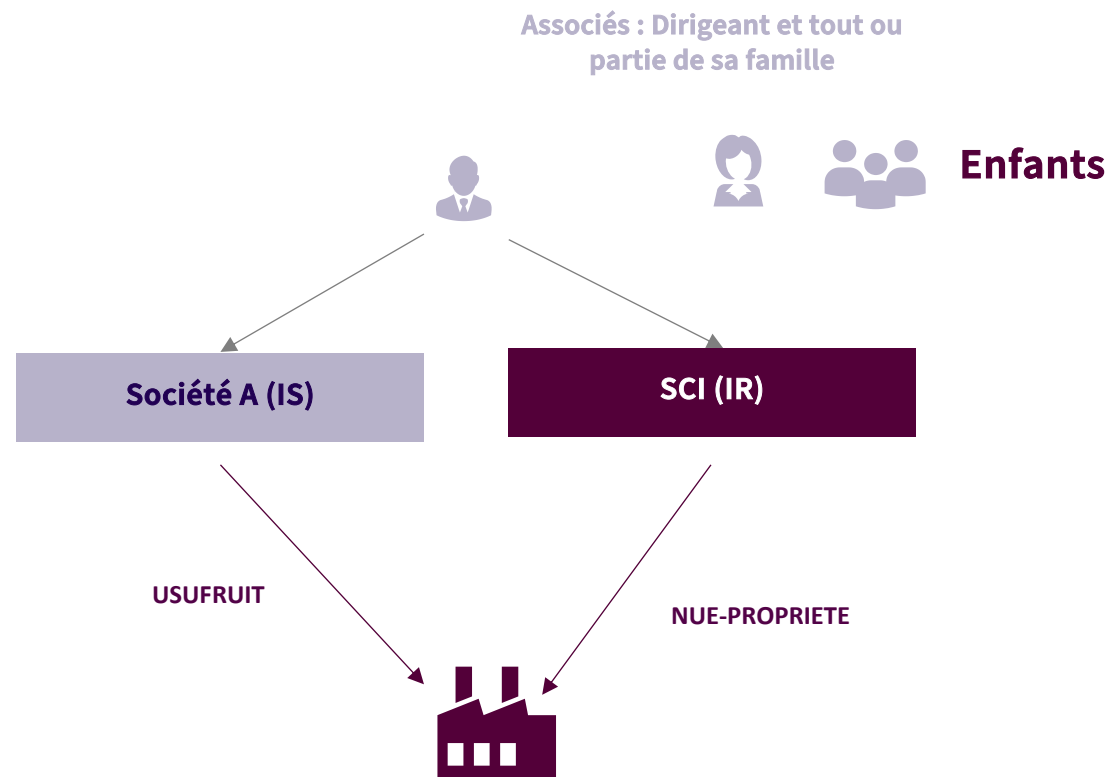 Associés : Dirigeant et tout ou
partie de sa famille
Enfants
Société A (IS)
SCI (IR)
USUFRUIT
NUE-PROPRIETE